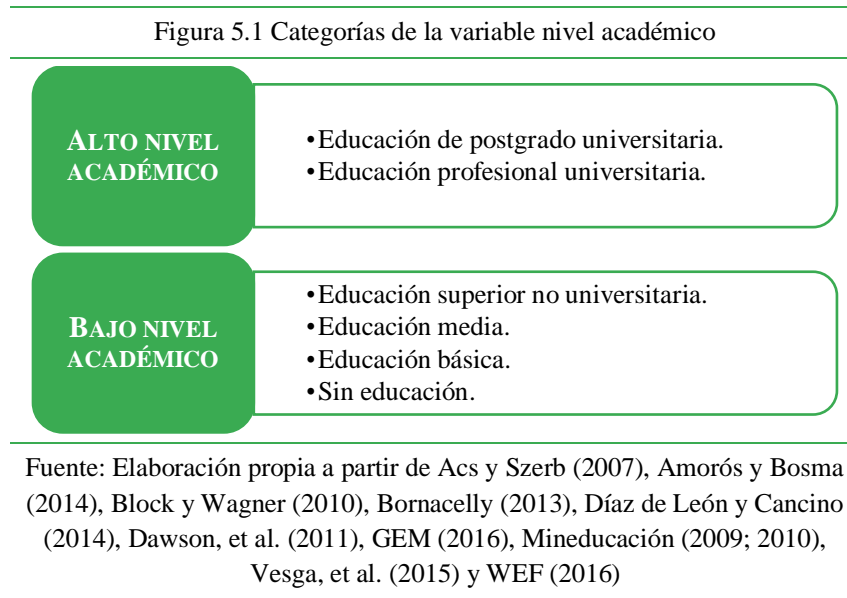 Figura 5.1 Categorías de la variable nivel académico
ALTO NIVEL
ACADÉMICO
•Educación de postgrado universitaria.
•Educación profesional universitaria.
BAJO NIVEL
ACADÉMICO
•Educación superior no universitaria.
•Educación media.
•Educación básica.
•Sin educación.
Fuente: Elaboración propia a partir de Acs y Szerb (2007), Amorós y Bosma
(2014), Block y Wagner (2010), Bornacelly (2013), Díaz de León y Cancino
(2014), Dawson, et al. (2011), GEM (2016), Mineducación (2009; 2010),
Vesga, et al. (2015) y WEF (2016)